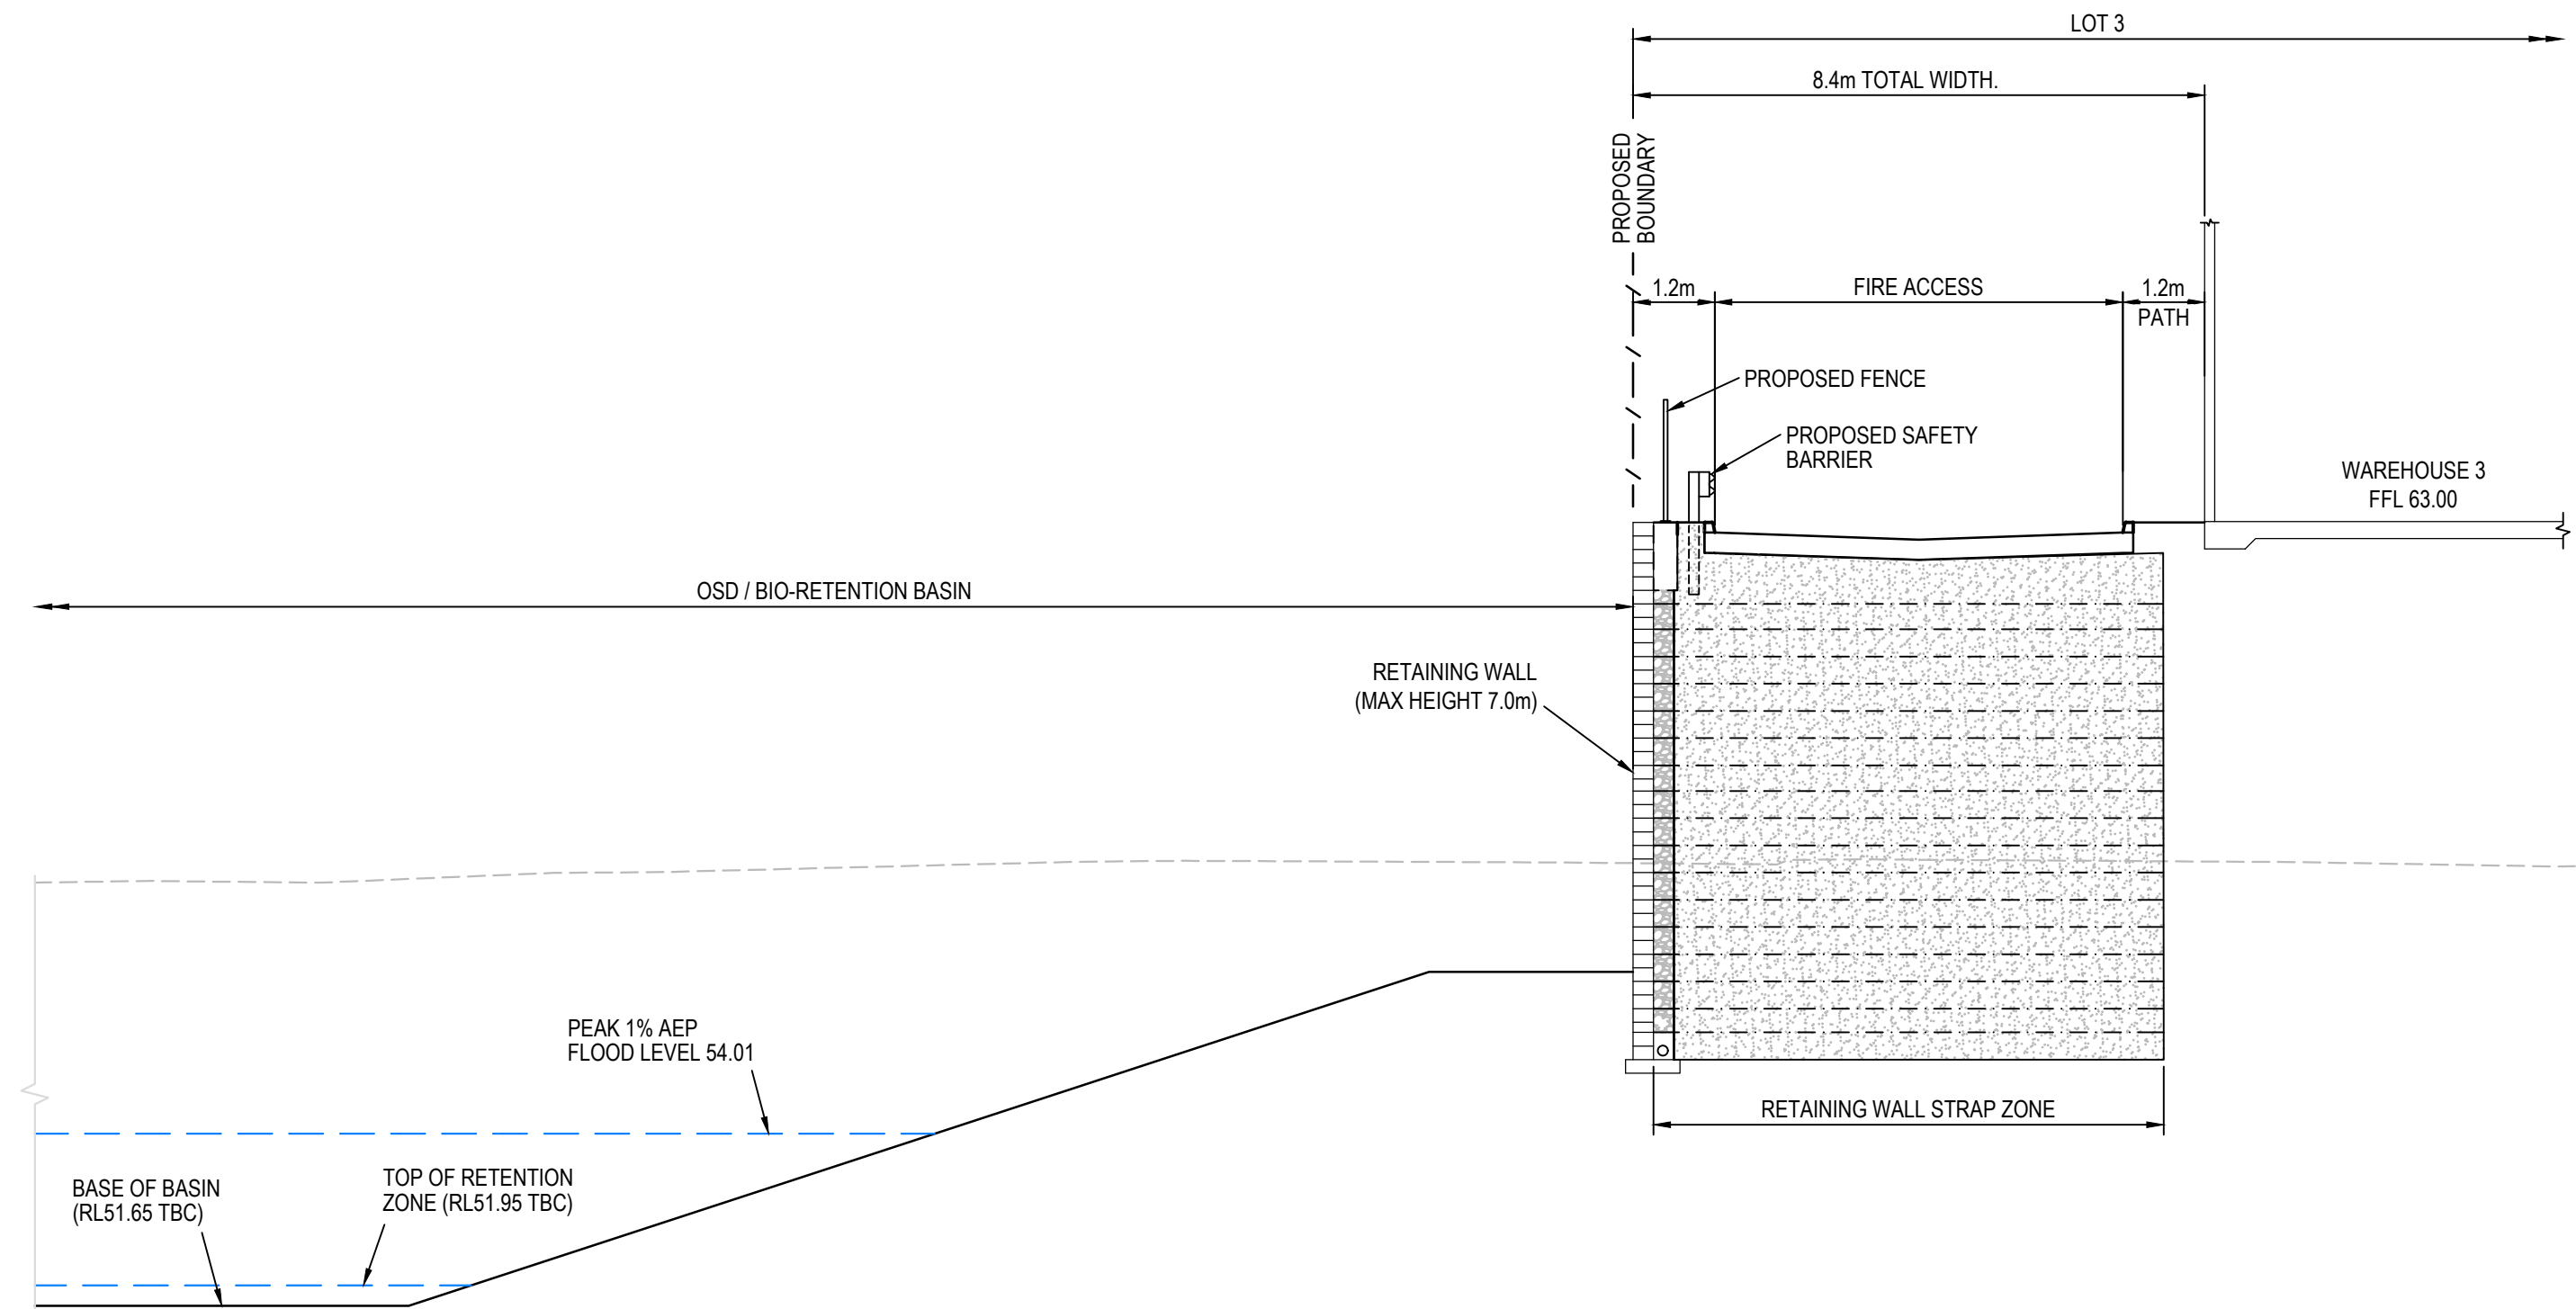 LOT 3
8.4m TOTAL WIDTH.
PROPOSED
BOUNDARY
1.2m
FIRE ACCESS
1.2m
PATH
PROPOSED FENCE
PROPOSED SAFETY
BARRIER
WAREHOUSE 3
FFL 63.00
OSD / BIO-RETENTION BASIN
RETAINING WALL
(MAX HEIGHT 7.0m)
PEAK 1% AEP
FLOOD LEVEL 54.01
RETAINING WALL STRAP ZONE
TOP OF RETENTION
ZONE (RL51.95 TBC)
BASE OF BASIN
(RL51.65 TBC)